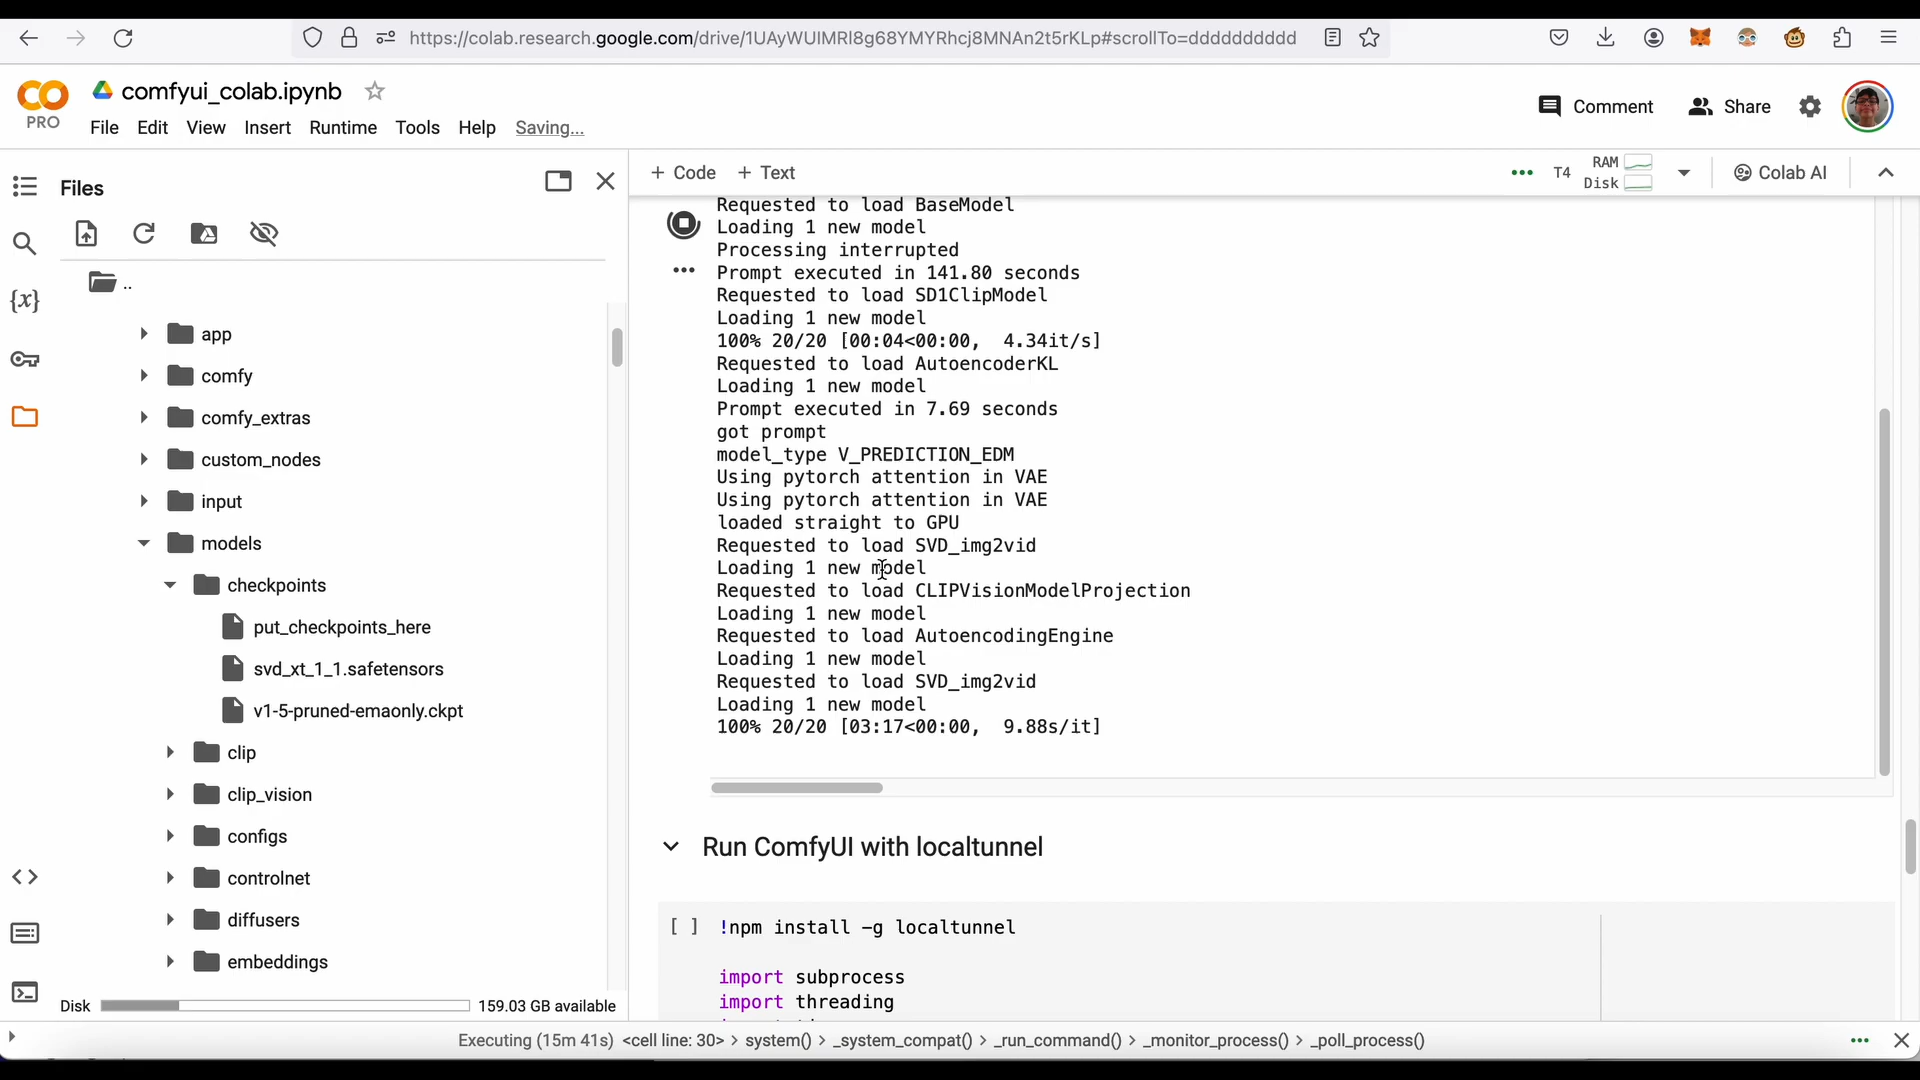 https://colab.research.google.com/drive/1UAyWUIMRl8g68YMYRhcj8MNAn2t5rKLp#scrollTo=dddddddddd
PRO
comfyui_colab.ipynb
File Edit View Insert Runtime Tools Help Saving...
Comment
Share
Files
..
app
comfy
comfy_extras
custom_nodes
input
models
checkpoints
put_checkpoints_here
svd_xt_1_1.safetensors
v1-5-pruned-emaonly.ckpt
clip
clip_vision
configs
controlnet
diffusers
embeddings
Disk 159.03 GB available
{x}
+ Code + Text
T4
RAM
Disk
Colab AI
Requested to load BaseModel
Loading 1 new model
Processing interrupted
Prompt executed in 141.80 seconds
Requested to load SD1ClipModel
Loading 1 new model
100% 20/20 [00:04<00:00, 4.34it/s]
Requested to load AutoencoderKL
Loading 1 new model
Prompt executed in 7.69 seconds
got prompt
model_type V_PREDICTION_EDM
Using pytorch attention in VAE
Using pytorch attention in VAE
loaded straight to GPU
Requested to load SVD_img2vid
Loading 1 new model
Requested to load CLIPVisionModelProjection
Loading 1 new model
Requested to load AutoencodingEngine
Loading 1 new model
Requested to load SVD_img2vid
Loading 1 new model
100% 20/20 [03:17<00:00, 9.88s/it]
Run ComfyUI with localtunnel
[ ] !npm install -g localtunnel
import subprocess
import threading
Executing (15m 41s) <cell line: 30> > system() > _system_compat() > _run_command() > _monitor_process() > _poll_process()